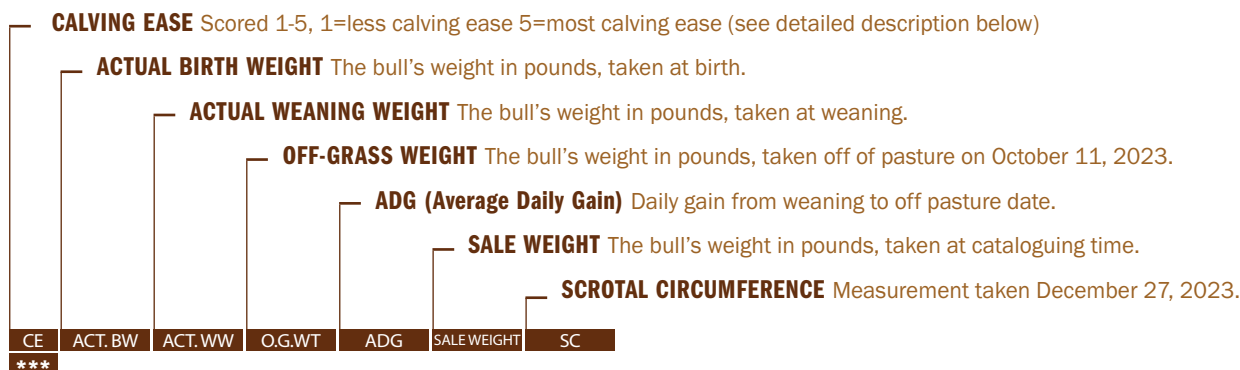 CALVING EASE Scored 1-5, 1=less calving ease 5=most calving ease (see detailed description below)
ACTUAL BIRTH WEIGHT The bull's weight in pounds, taken at birth.
ACTUAL WEANING WEIGHT The bull's weight in pounds, taken at weaning.
OFF-GRASS WEIGHT The bull's weight in pounds, taken off of pasture on October 11, 2023.
ADG (Average Daily Gain) Daily gain from weaning to off pasture date.
SALE WEIGHT The bull's weight in pounds, taken at cataloguing time.
SCROTAL CIRCUMFERENCE Measurement taken December 27, 2023.
CE ACT. BW ACT. WW O.G.WT ADG SALE WEIGHT SC
***